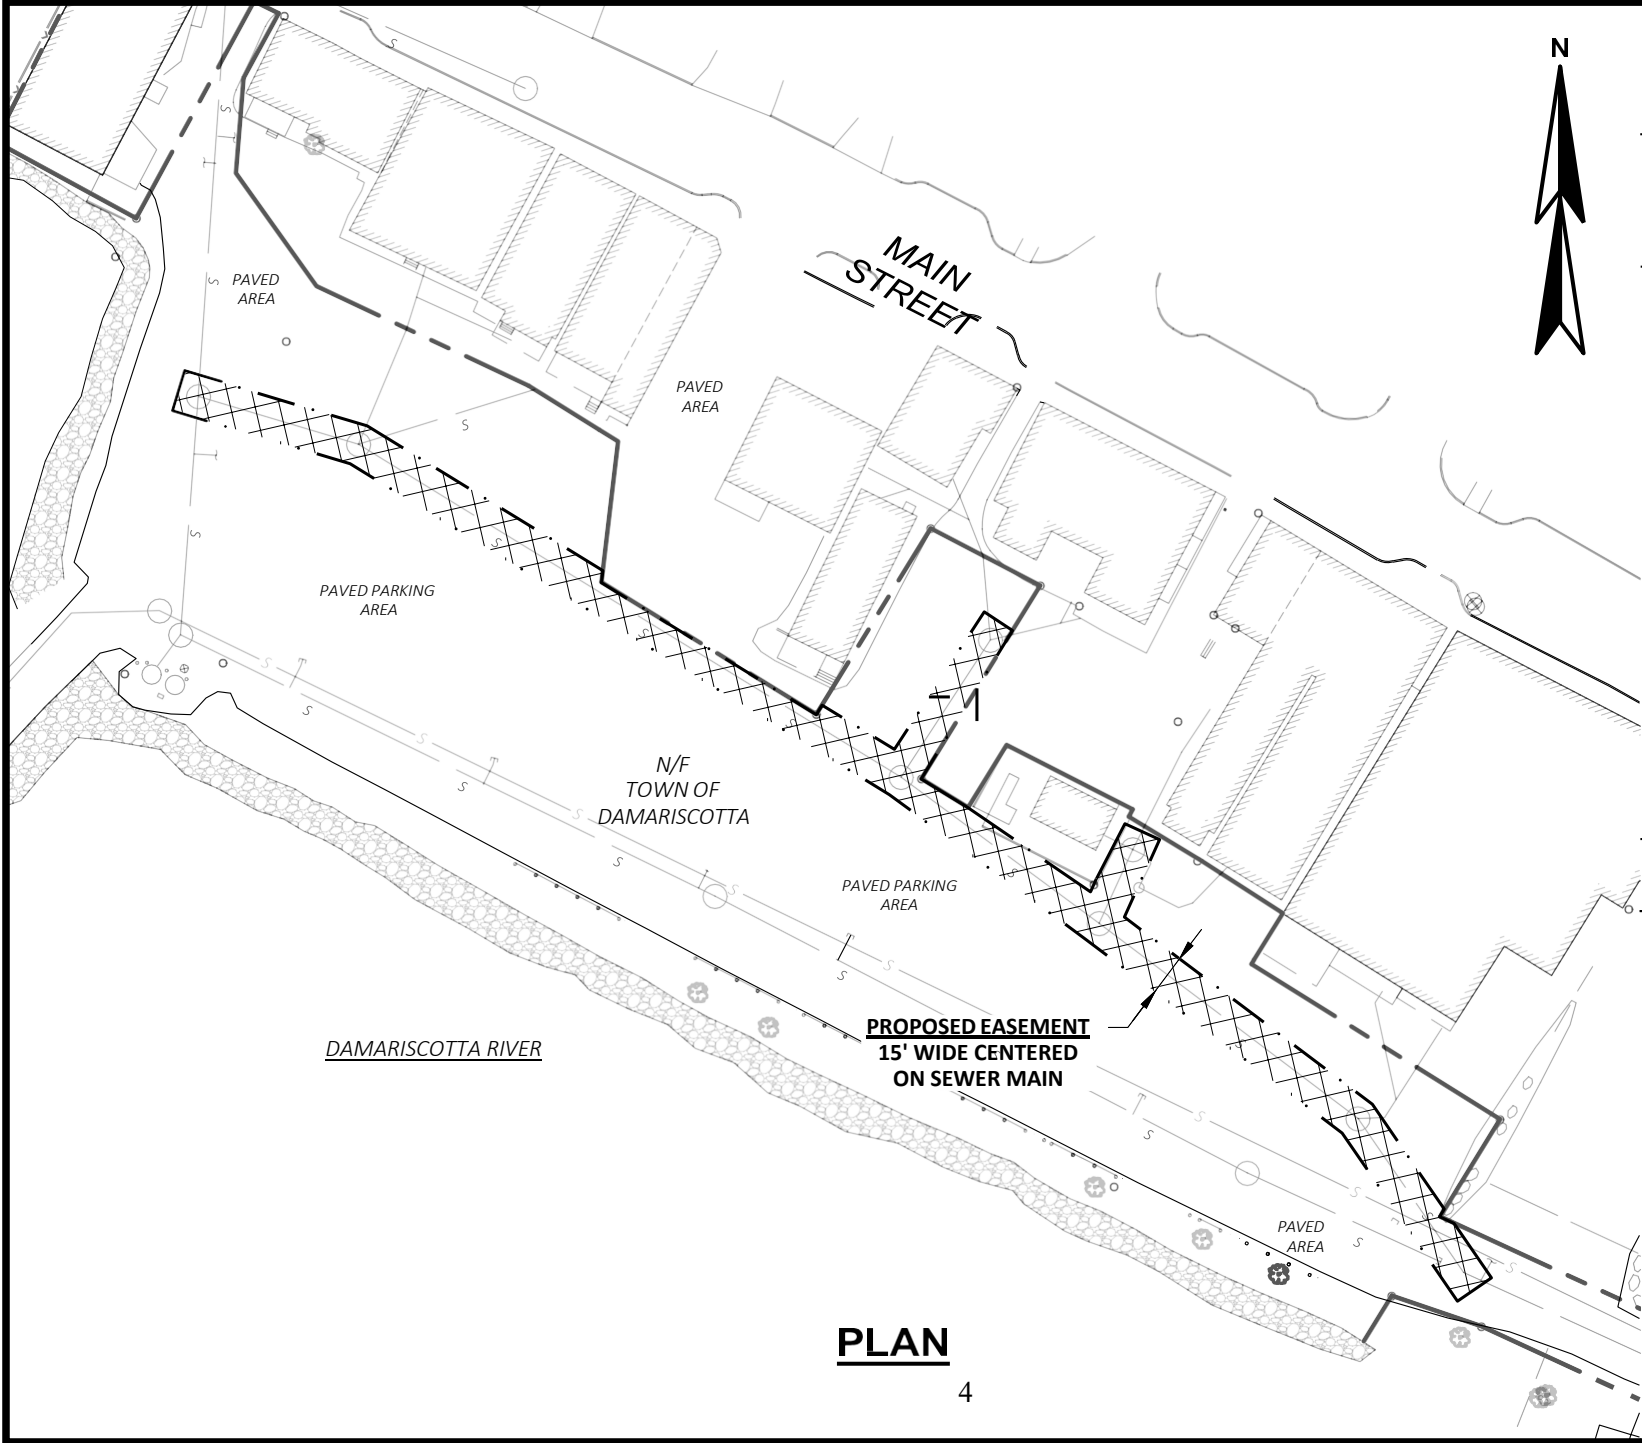 N
MAIN
STREET
PAVED
AREA
PAVED
AREA
S
S
S
S
S
S
S
S
PAVED PARKING
AREA
S
S
S
S
S
S
N/F
TOWN OF
DAMARISCOTTA
S
S
S
PAVED PARKING
AREA
S
S
S
PROPOSED EASEMENT
15' WIDE CENTERED
ON SEWER MAIN
DAMARISCOTTA RIVER
S
S
S
S
S
PAVED
AREA
S
S
PLAN
4